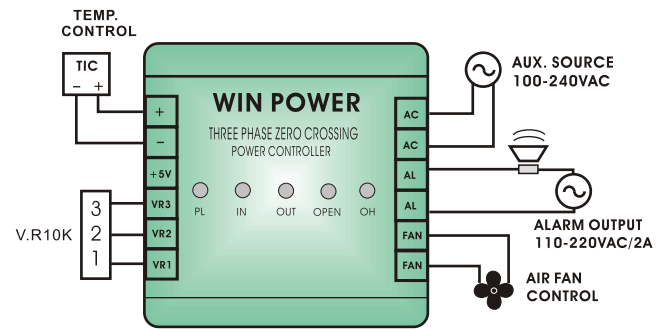 TEMP.
CONTROL
TIC
− +
+
−
+5V
VR3
VR2
VR1
3
2
1
V.R10K
WIN POWER
THREE PHASE ZERO CROSSING
POWER CONTROLLER
PL IN OUT OPEN OH
AC
AC
AL
AL
FAN
FAN
AUX. SOURCE
100-240VAC
ALARM OUTPUT
110-220VAC/2A
AIR FAN
CONTROL